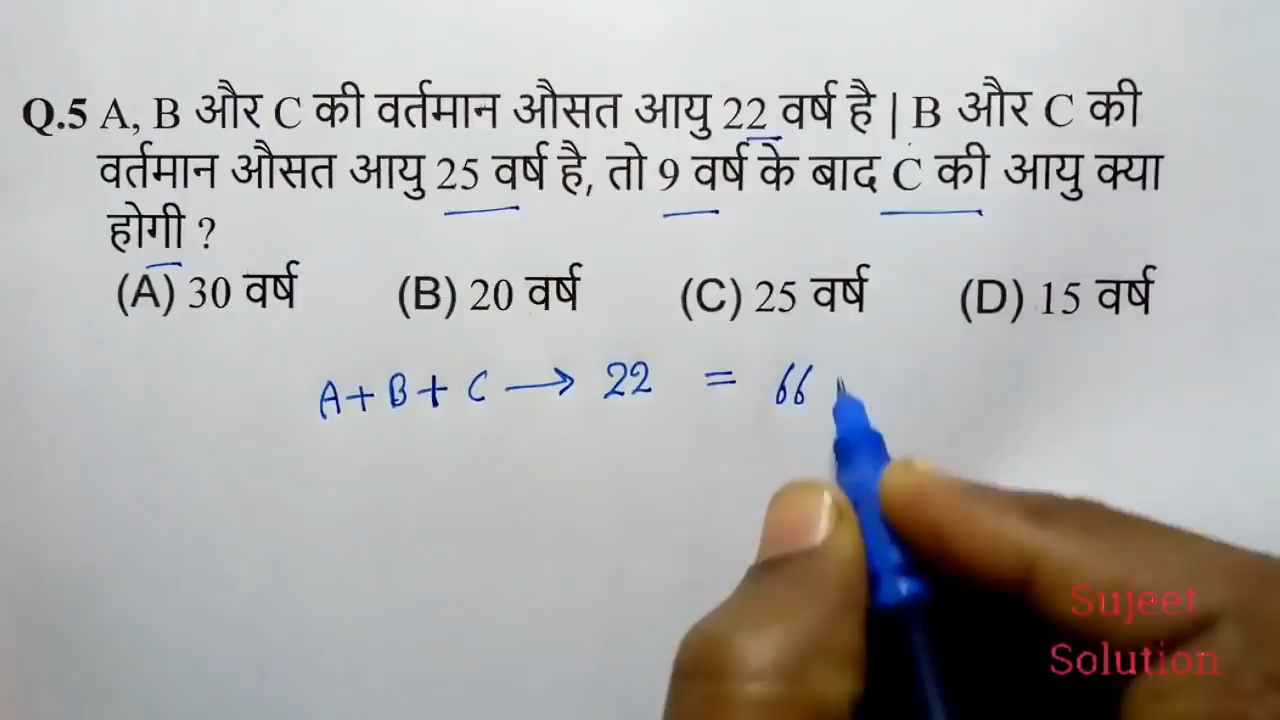 Q.5 A, B और C की वर्तमान औसत आयु 22 वर्ष है | B और C की
वर्तमान औसत आयु 25 वर्ष है, तो 9 वर्ष के बाद C की आयु क्या
होगी ?
(A) 30 वर्ष (B) 20 वर्ष (C) 25 वर्ष (D) 15 वर्ष
A+B+C → 22 = 66
Sujeet
Solution